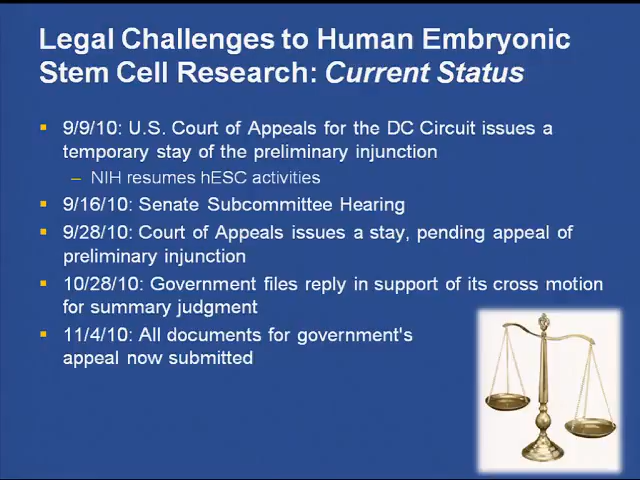 Legal Challenges to Human Embryonic
Stem Cell Research: Current Status
9/9/10: U.S. Court of Appeals for the DC Circuit issues a
temporary stay of the preliminary injunction
– NIH resumes hESC activities
9/16/10: Senate Subcommittee Hearing
9/28/10: Court of Appeals issues a stay, pending appeal of
preliminary injunction
10/28/10: Government files reply in support of its cross motion
for summary judgment
11/4/10: All documents for government's
appeal now submitted